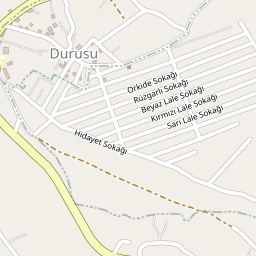 Durusu
Orkide Sokağı
Rüzgarlı Sokağı
Beyaz Lale Sokağı
Kırmızı Lale Sokağı
Sarı Lale Sokağı
Hidayet Sokağı